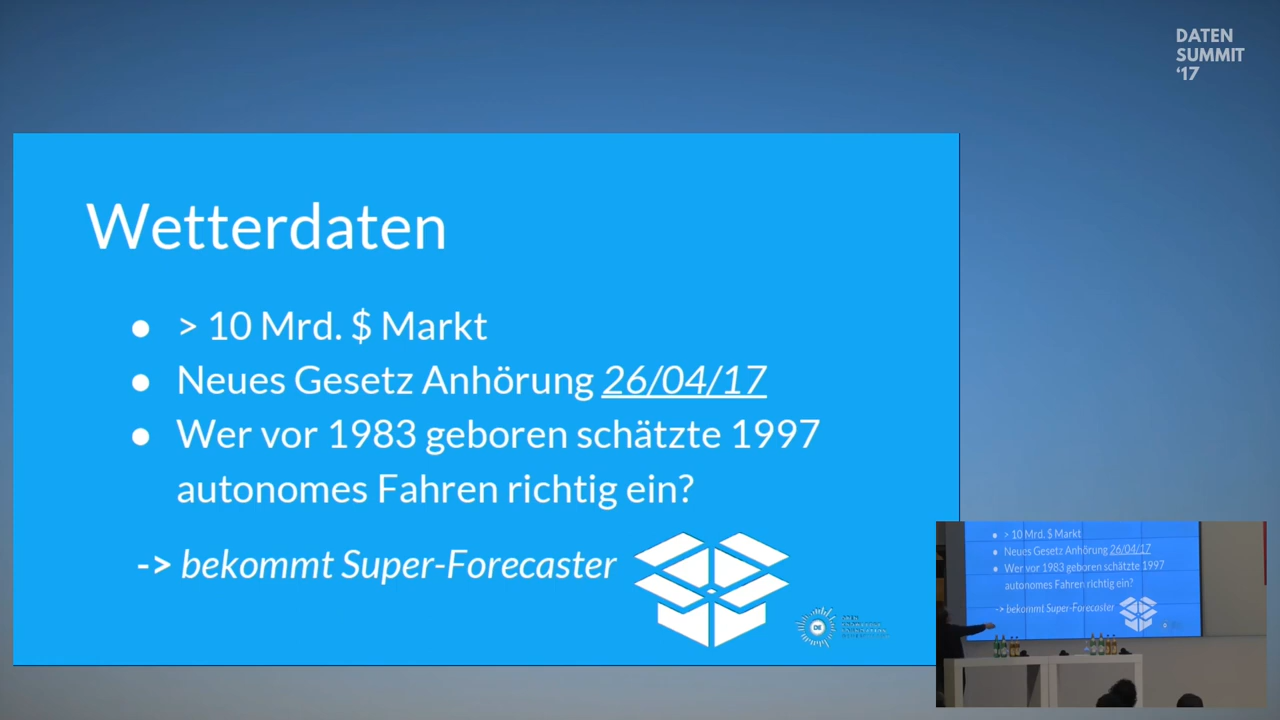 DATEN
SUMMIT
‘17
Wetterdaten
● > 10 Mrd. $ Markt
● Neues Gesetz Anhörung 26/04/17
● Wer vor 1983 geboren schätzte 1997
autonomes Fahren richtig ein?
-> bekommt Super-Forecaster
● > 10 Mrd. $ Markt
● Neues Gesetz Anhörung 26/04/17
● Wer vor 1983 geboren schätzte 1997
autonomes Fahren richtig ein?
-> bekommt Super-Forecaster